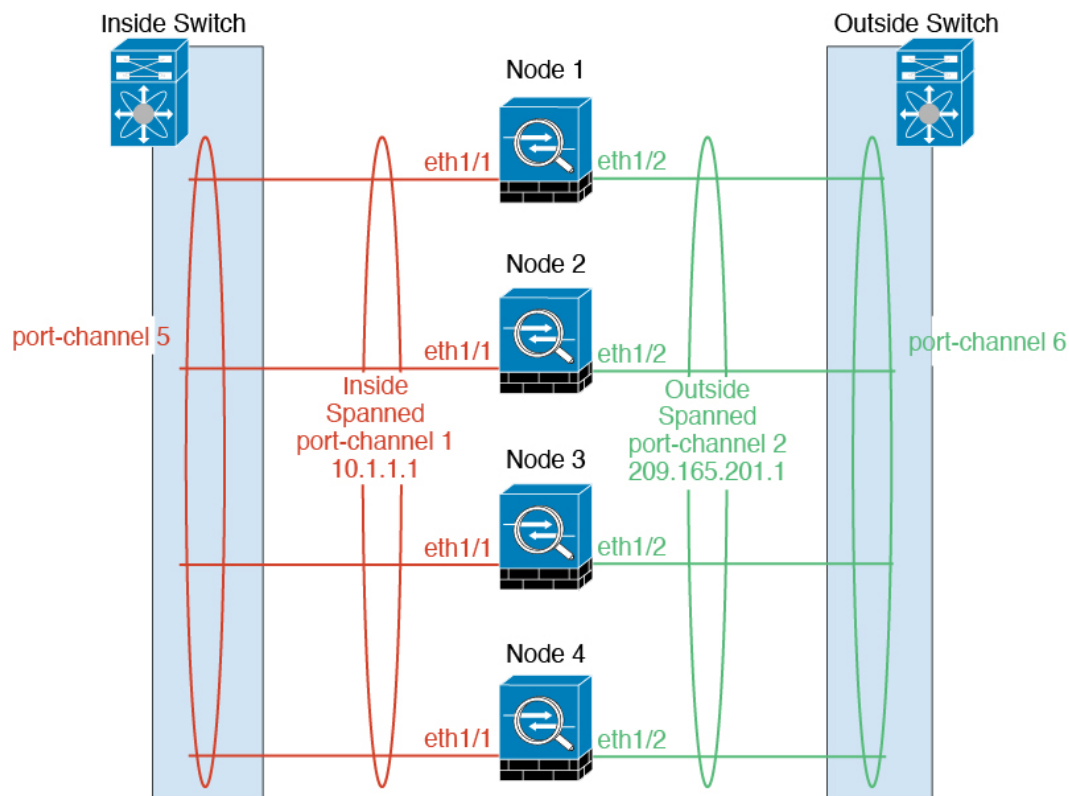 Inside Switch
Outside Switch
Node 1
eth1/1
eth1/2
Node 2
port-channel 5
port-channel 6
eth1/1
eth1/2
Inside
Spanned
port-channel 1
10.1.1.1
Outside
Spanned
port-channel 2
209.165.201.1
Node 3
eth1/1
eth1/2
Node 4
eth1/1
eth1/2